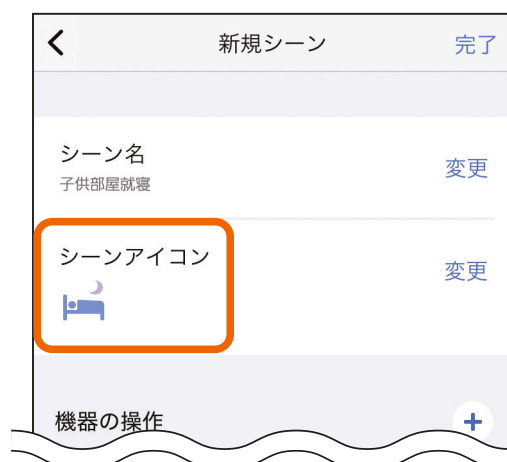 新規シーン 完了
シーン名
子供部屋就寝
変更
シーンアイコン
変更
機器の操作